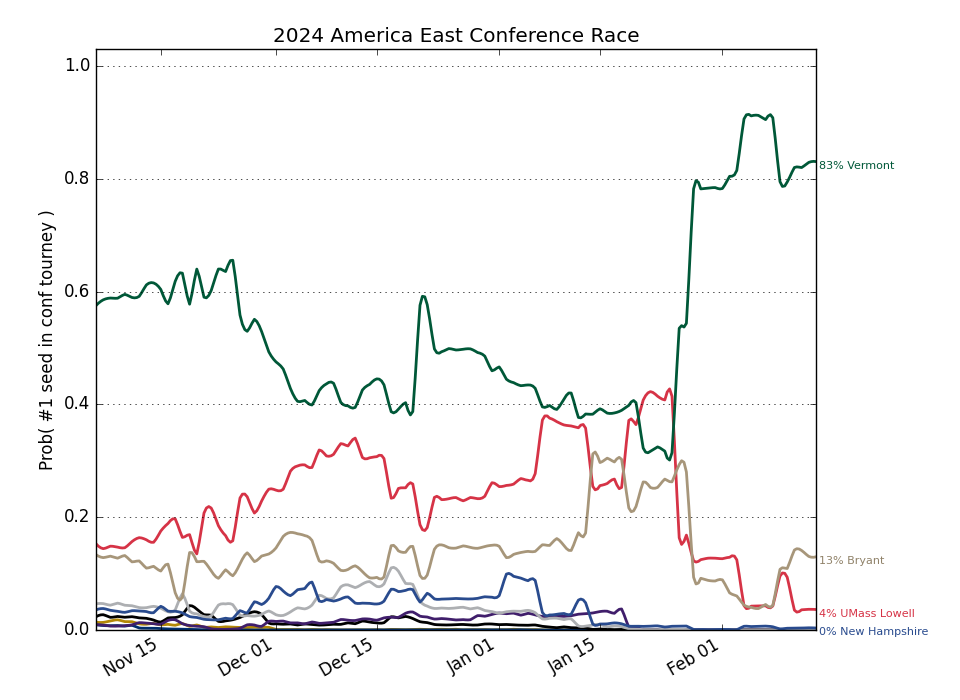 2024 America East Conference Race
Prob( #1 seed in conf tourney )
1.0
0.8
0.6
0.4
0.2
0.0
83% Vermont
13% Bryant
4% UMass Lowell
0% New Hampshire
Nov 15
Dec 01
Dec 15
Jan 01
Jan 15
Feb 01